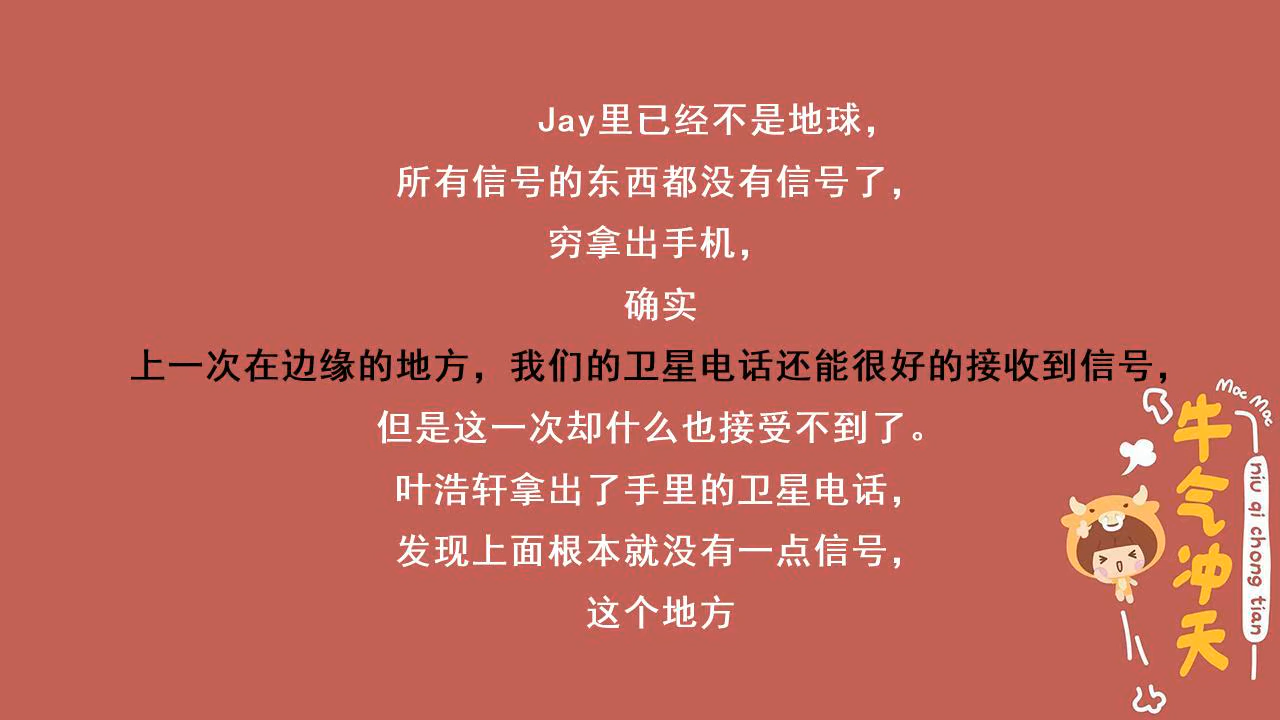 Jay里已经不是地球，
所有信号的东西都没有信号了，
穷拿出手机，
确实
上一次在边缘的地方，我们的卫星电话还能很好的接收到信号，
但是这一次却什么也接受不到了。
叶浩轩拿出了手里的卫星电话，
发现上面根本就没有一点信号，
这个地方
Moc Moc
牛气冲天
niu qi chong tian